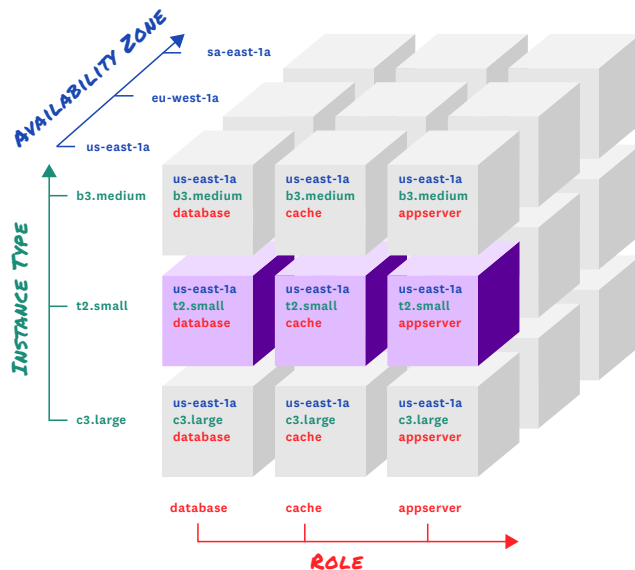 AVAILABILITY ZONE
sa-east-1a
eu-west-1a
us-east-1a
INSTANCE TYPE
b3.medium
t2.small
c3.large
us-east-1a
b3.medium
database
us-east-1a
b3.medium
cache
us-east-1a
b3.medium
appserver
us-east-1a
t2.small
database
us-east-1a
t2.small
cache
us-east-1a
t2.small
appserver
us-east-1a
c3.large
database
us-east-1a
c3.large
cache
us-east-1a
c3.large
appserver
database
cache
appserver
ROLE